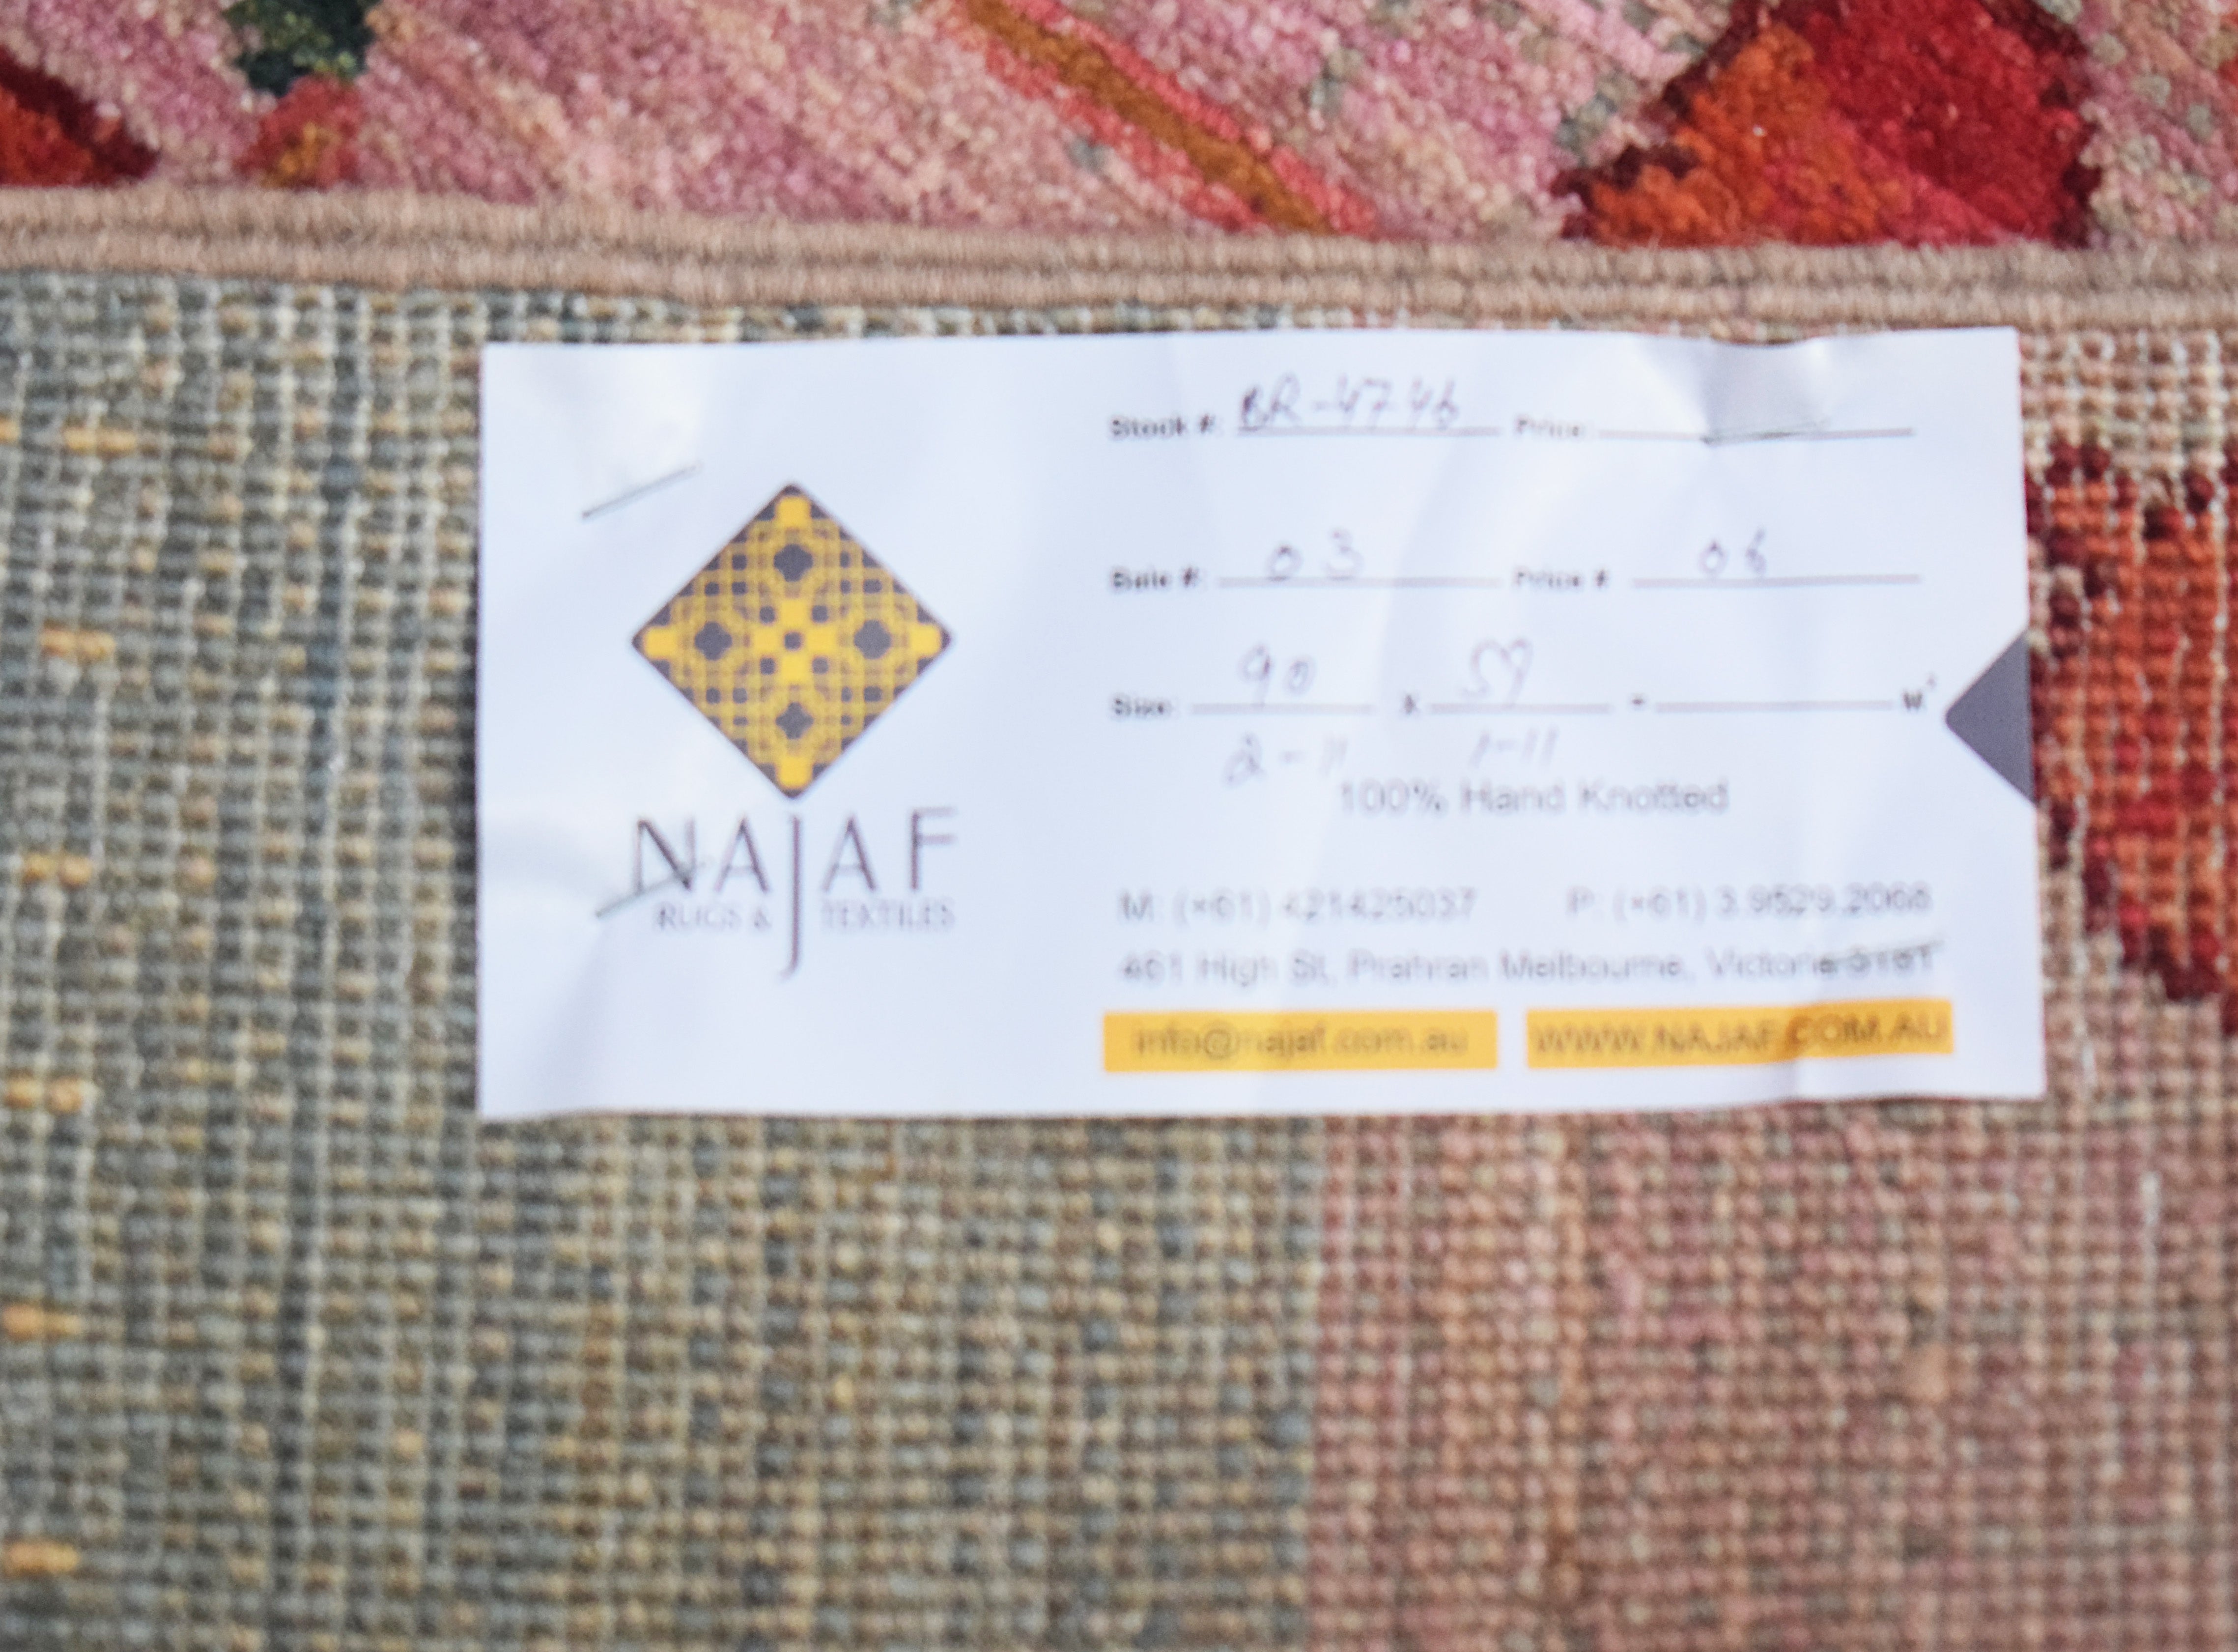 Stock #: BR-4746 Price:
Bale #: 03 Price # 06
Size: 90 x 59 = M²
2-11 1-11
100% Hand Knotted
NAJAF
RUGS & TEXTILES
M: (+61) 421425037 P: (+61) 3.9529.2068
461 High St, Prahran Melbourne, Victoria 3181
info@najaf.com.au WWW.NAJAF.COM.AU